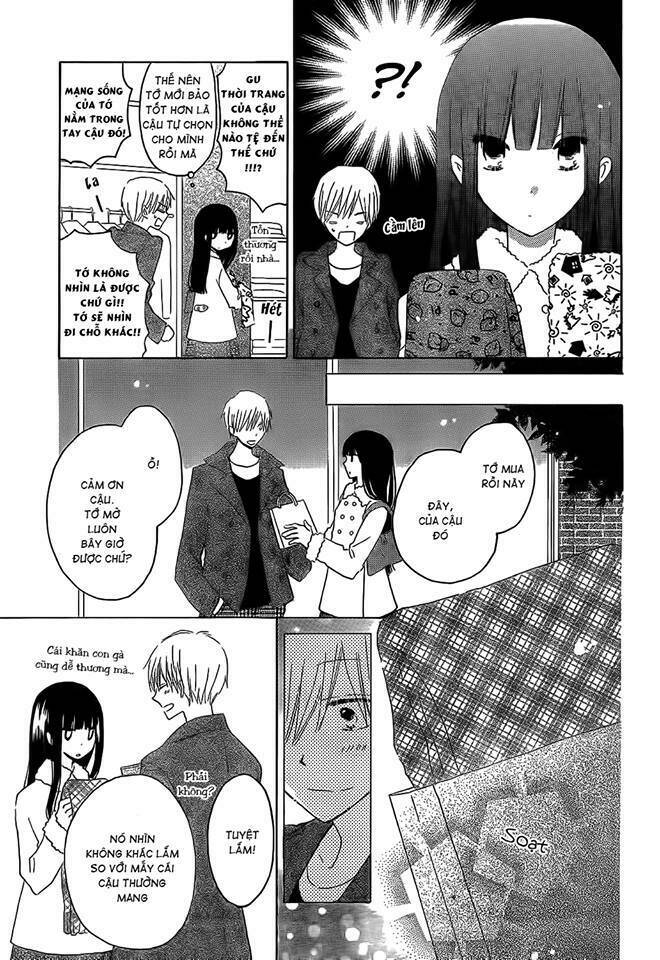 ?!
Cầm lên
GU
THỜI TRANG
CỦA CẬU
KHÔNG THỂ
NÀO TỆ ĐẾN
THẾ CHỨ
!!!?
THẾ NÊN
TỚ MỚI BẢO
TỐT HƠN LÀ
CẬU TỰ CHỌN
CHO MÌNH
RỒI MÀ
MẠNG SỐNG
CỦA TỚ
NẰM TRONG
TAY CẬU ĐÓ!
La
Tổn
thương
rồi nha...
Hét
TỚ KHÔNG
NHÌN LÀ ĐƯỢC
CHỨ GÌ!!
TỚ SẼ NHÌN
ĐI CHỖ KHÁC!!
TỚ MUA
RỒI NÀY
ĐÂY,
CỦA CẬU
ĐÓ
Ồ!
CẢM ƠN
CẬU.
TỚ MỞ
LUÔN
BÂY GIỜ
ĐƯỢC CHỨ?
Soạt
TUYỆT
LẮM!
Phải
không?
Cái khăn con gà
cũng dễ thương mà...
NÓ NHÌN
KHÔNG KHÁC LẮM
SO VỚI MẤY CÁI
CẬU THƯỜNG
MANG